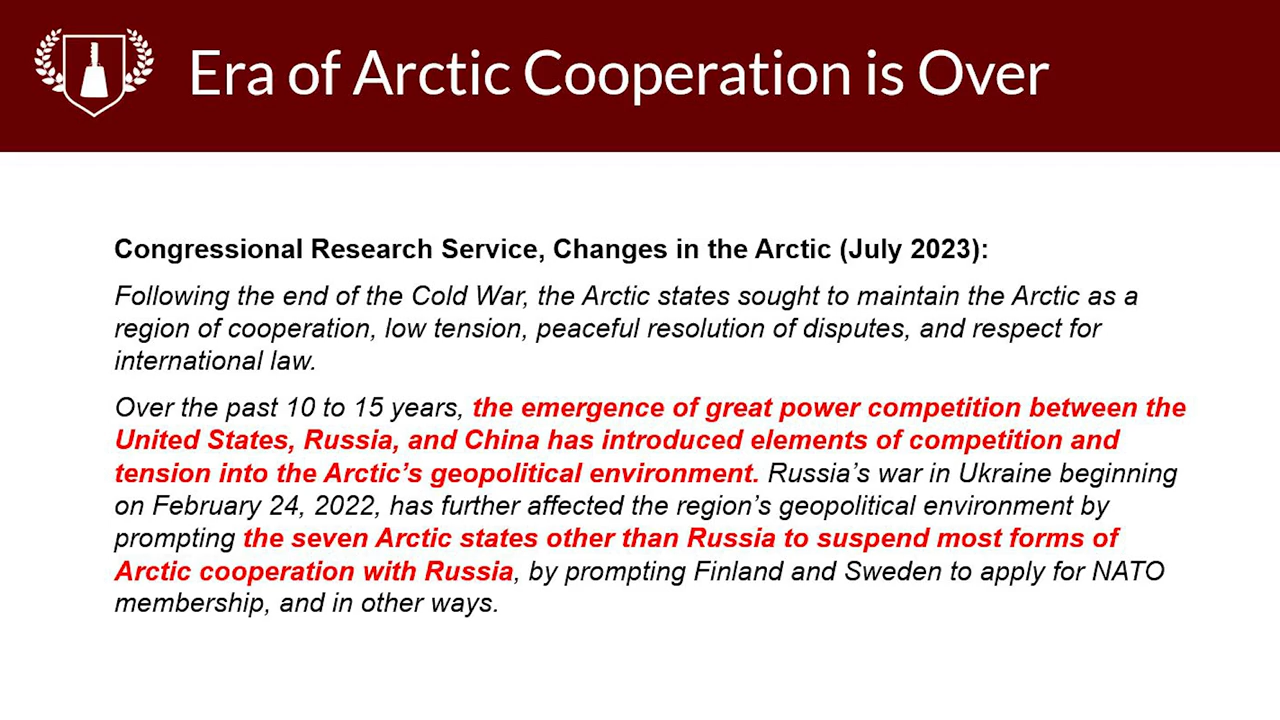 Era of Arctic Cooperation is Over
Congressional Research Service, Changes in the Arctic (July 2023):
Following the end of the Cold War, the Arctic states sought to maintain the Arctic as a
region of cooperation, low tension, peaceful resolution of disputes, and respect for
international law.
Over the past 10 to 15 years, the emergence of great power competition between the
United States, Russia, and China has introduced elements of competition and
tension into the Arctic’s geopolitical environment. Russia’s war in Ukraine beginning
on February 24, 2022, has further affected the region’s geopolitical environment by
prompting the seven Arctic states other than Russia to suspend most forms of
Arctic cooperation with Russia, by prompting Finland and Sweden to apply for NATO
membership, and in other ways.